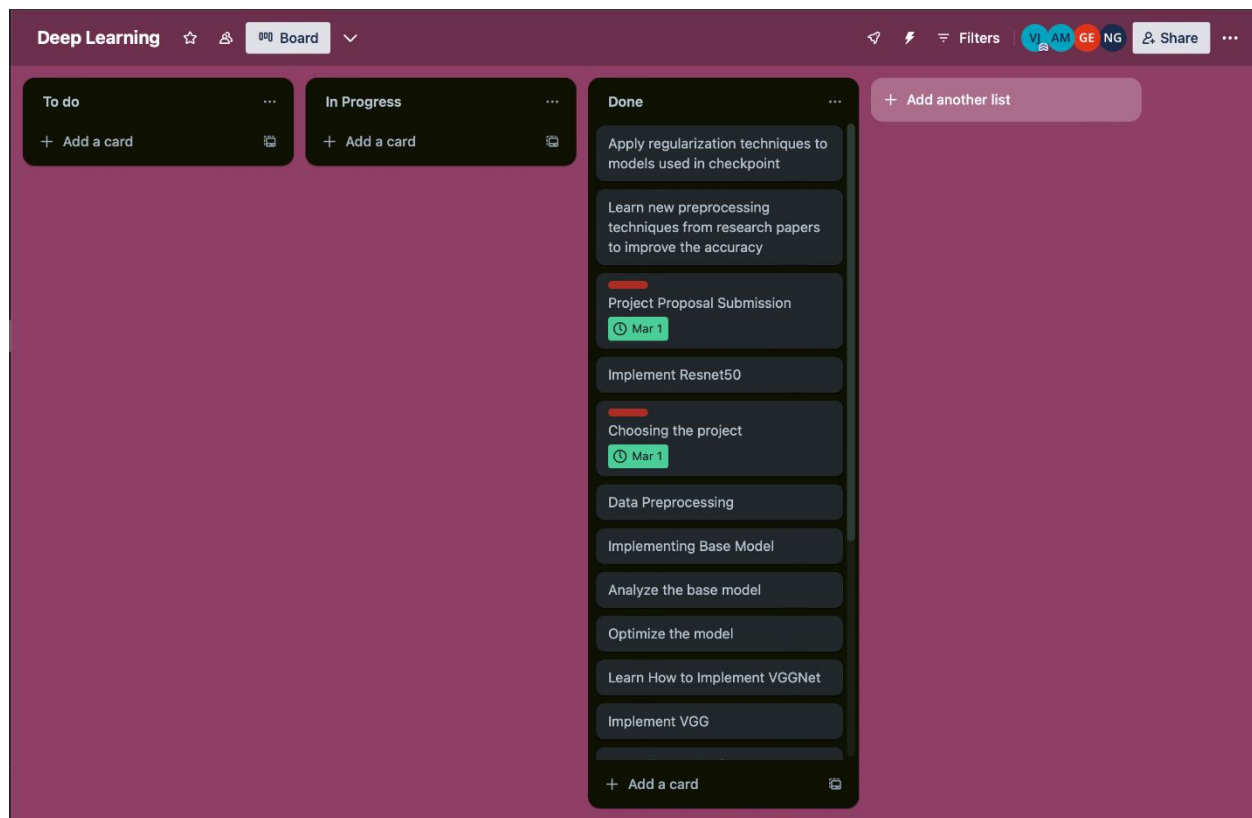 Deep Learning
Board
Filters
VJ
AM
GE
NG
Share
To do
+ Add a card
In Progress
+ Add a card
Done
Apply regularization techniques to
models used in checkpoint
Learn new preprocessing
techniques from research papers
to improve the accuracy
Project Proposal Submission
Mar 1
Implement Resnet50
Choosing the project
Mar 1
Data Preprocessing
Implementing Base Model
Analyze the base model
Optimize the model
Learn How to Implement VGGNet
Implement VGG
+ Add a card
+ Add another list